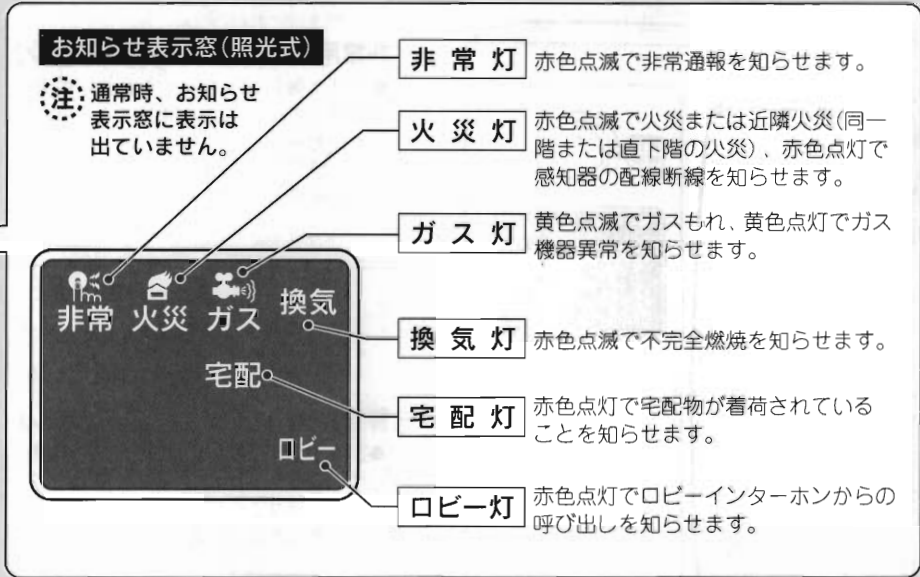 お知らせ表示窓(照光式)
注 通常時、お知らせ
表示窓に表示は
出ていません。
非常灯 赤色点滅で非常通報を知らせます。
火災灯 赤色点滅で火災または近隣火災(同一
階または直下階の火災)、赤色点灯で
感知器の配線断線を知らせます。
ガス灯 黄色点滅でガスもれ、黄色点灯でガス
機器異常を知らせます。
換気灯 赤色点滅で不完全燃焼を知らせます。
宅配灯 赤色点灯で宅配物が着荷されている
ことを知らせます。
ロビー灯 赤色点灯でロビーインターホンからの
呼び出しを知らせます。
非常 火災 ガス 換気
宅配
ロビー